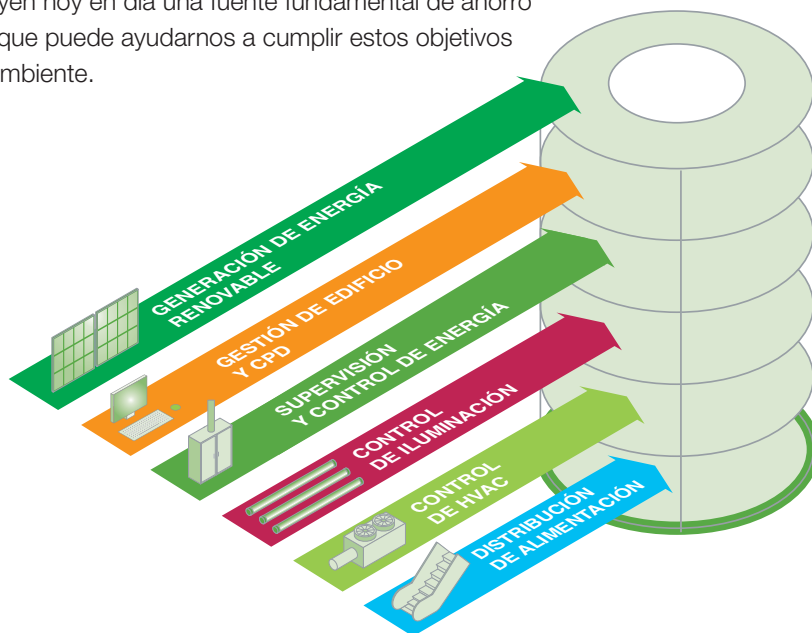 yen hoy en día una fuente fundamental de ahorro
que puede ayudarnos a cumplir estos objetivos
mbiente.
GENERACIÓN DE ENERGÍA
RENOVABLE
GESTIÓN DE EDIFICIO
Y CPD
SUPERVISIÓN
Y CONTROL DE ENERGÍA
CONTROL
DE ILUMINACIÓN
CONTROL
DE HVAC
DISTRIBUCIÓN
DE ALIMENTACIÓN